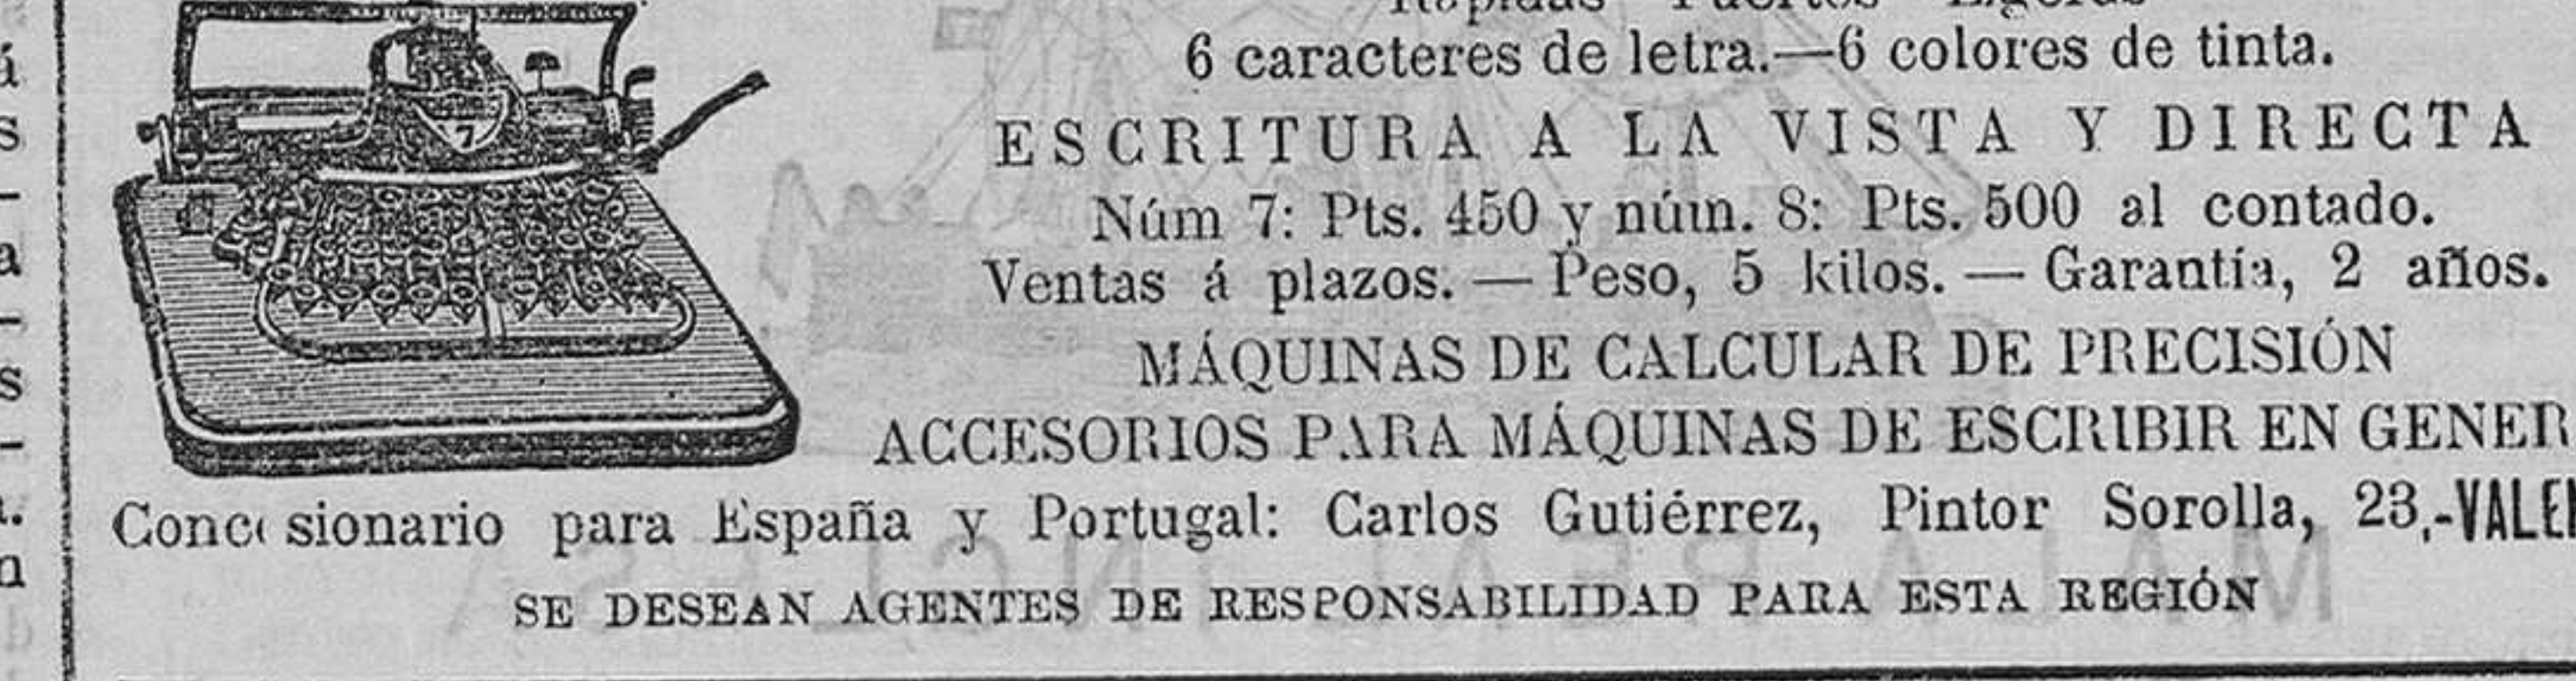 6 caracteres de letra.—6 colores de tinta.
ESCRITURA A LA VISTA Y DIRECTA
Núm 7: Pts. 450 y núm. 8: Pts. 500 al contado.
Ventas á plazos. — Peso, 5 kilos. — Garantía, 2 años.
MÁQUINAS DE CALCULAR DE PRECISIÓN
ACCESORIOS PARA MÁQUINAS DE ESCRIBIR EN GENER
Concesionario para España y Portugal: Carlos Gutiérrez, Pintor Sorolla, 23,-VALEN
SE DESEAN AGENTES DE RESPONSABILIDAD PARA ESTA REGIÓN
7